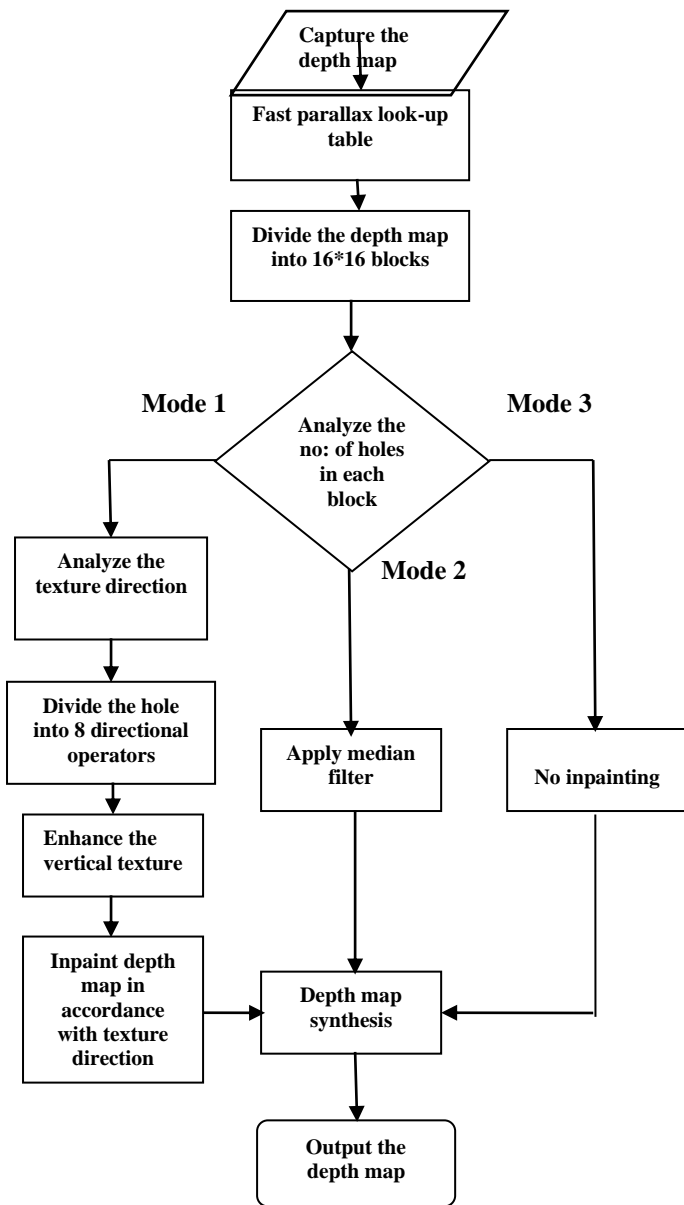 Capture the
depth map
Fast parallax look-up
table
Divide the depth map
into 16*16 blocks
Mode 1
Mode 3
Analyze the
no: of holes
in each
block
Mode 2
Analyze the
texture direction
Divide the hole
into 8 directional
operators
Apply median
filter
No inpainting
Enhance the
vertical texture
Inpaint depth
map in
accordance
with texture
direction
Depth map
synthesis
Output the
depth map